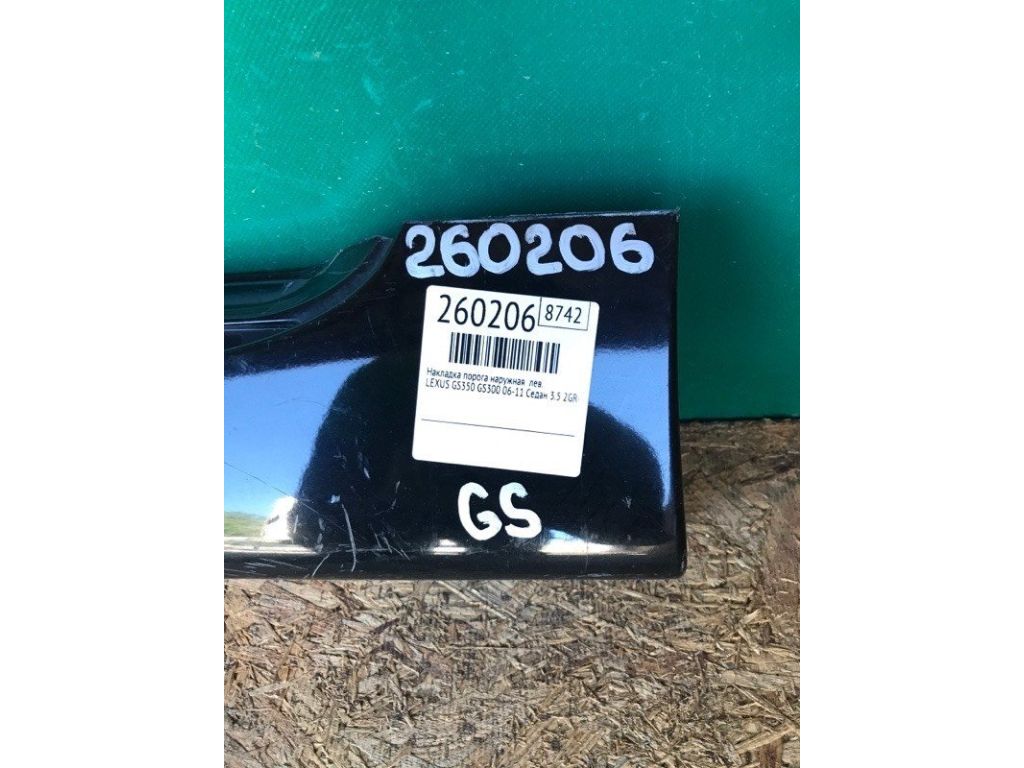 260206
260206 8742
Накладка порога наружная лев.
LEXUS GS350 GS300 06-11 Седан 3.5 2GR
GS